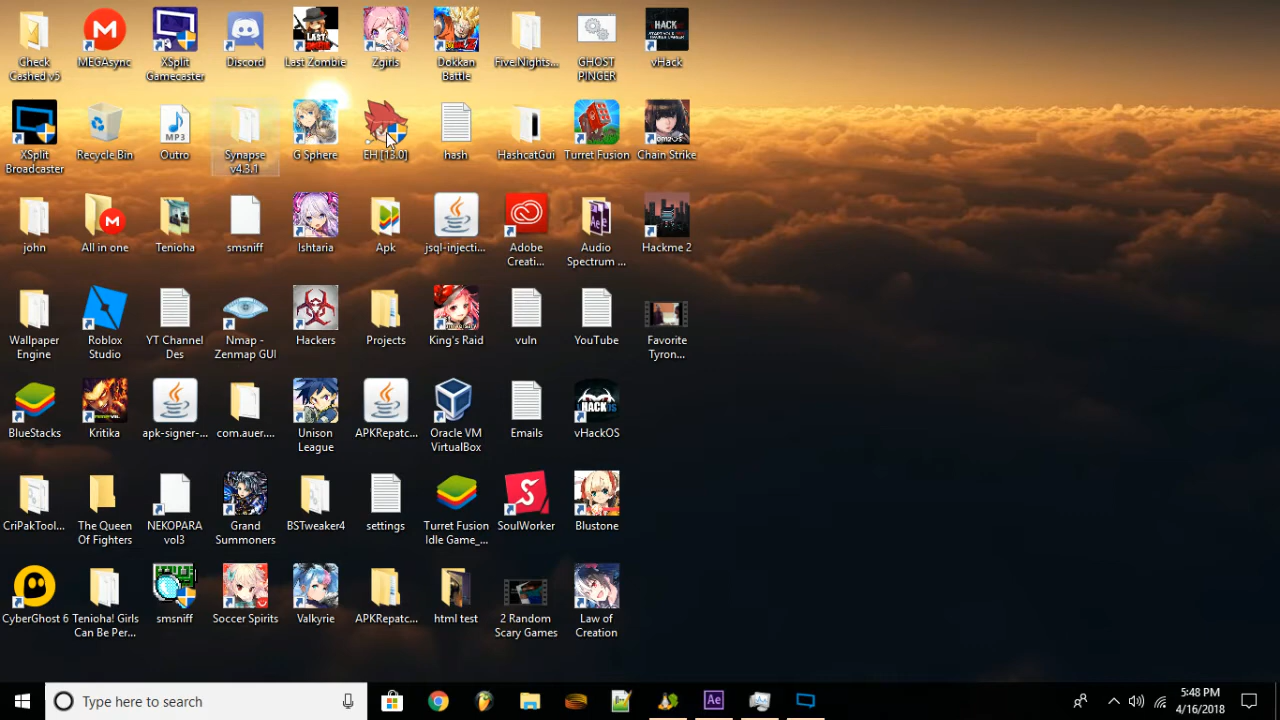 Check
Cashed v5
MEGAsync
XSplit
Gamecaster
Discord
Last Zombie
Zgirls
Dokkan
Battle
Five Nights...
GHOST
PINGER
HACK
vHack
XSplit
Broadcaster
Recycle Bin
MP3
Outro
Synapse
v4.3.1
G Sphere
EH [13.0]
hash
HashcatGui
Turret Fusion
Chain Strike
john
All in one
Tenioha
smsniff
Ishtaria
Apk
jsql-injecti...
Adobe
Creati...
Ae
Audio
Spectrum ...
Hackme 2
Wallpaper
Engine
Roblox
Studio
YT Channel
Des
Nmap -
Zenmap GUI
Hackers
Projects
King's Raid
vuln
YouTube
Favorite
Tyron...
BlueStacks
Kritika
apk-signer-...
com.auer....
Unison
League
APKRepatc...
Oracle VM
VirtualBox
Emails
vHackOS
CriPakTool...
The Queen
Of Fighters
NEKOPARA
vol3
Grand
Summoners
BSTweaker4
settings
Turret Fusion
Idle Game_...
SoulWorker
Blustone
CyberGhost 6
Tenioha! Girls
Can Be Per...
smsniff
Soccer Spirits
Valkyrie
APKRepatc...
html test
2 Random
Scary Games
Law of
Creation
Type here to search
Ae
5:48 PM
4/16/2018